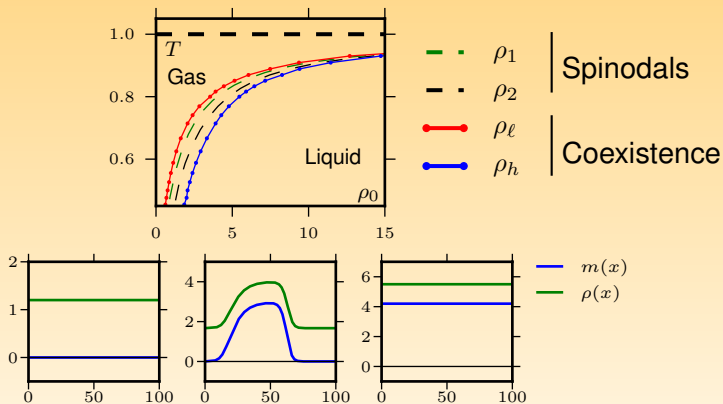 1.0
T
Gas
0.8
Liquid
0.6
ρ₀
0 5 10 15
ρ₁
ρ₂
Spinodals
ρℓ
ρₕ
Coexistence
2
1
0
0 50 100
4
2
0
0 50 100
6
4
2
0
0 50 100
m(x)
ρ(x)